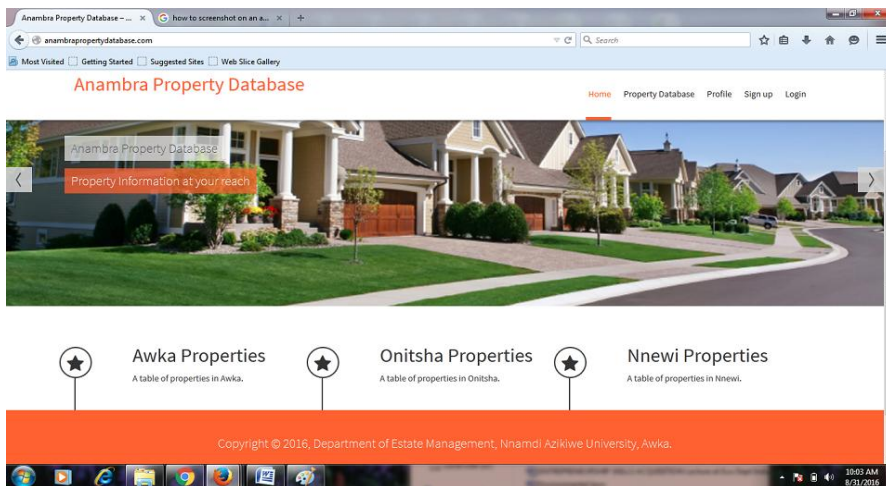 Anambra Property Database – ...
how to screenshot on an a...
anambrapropertydatabase.com
Search
Most Visited Getting Started Suggested Sites Web Slice Gallery
Anambra Property Database
Home Property Database Profile Sign up Login
Anambra Property Database
Property Information at your reach
Awka Properties
A table of properties in Awka.
Onitsha Properties
A table of properties in Onitsha.
Nnewi Properties
A table of properties in Nnewi.
Copyright © 2016, Department of Estate Management, Nnamdi Azikiwe University, Awka.
10:03 AM
8/31/2016